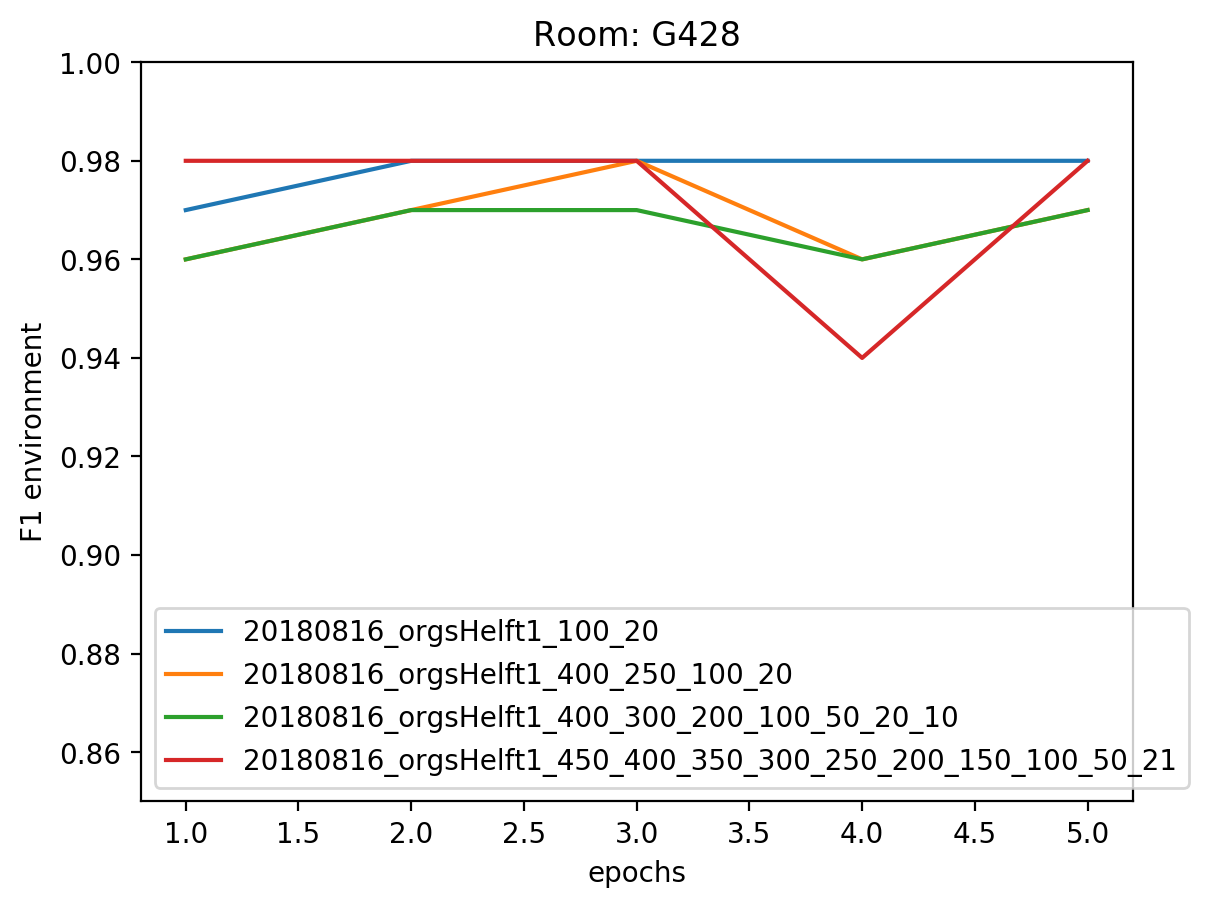 Room: G428
1.00
0.98
0.96
0.94
0.92
0.90
0.88
0.86
F1 environment
20180816_orgsHelft1_100_20
20180816_orgsHelft1_400_250_100_20
20180816_orgsHelft1_400_300_200_100_50_20_10
20180816_orgsHelft1_450_400_350_300_250_200_150_100_50_21
1.0 1.5 2.0 2.5 3.0 3.5 4.0 4.5 5.0
epochs